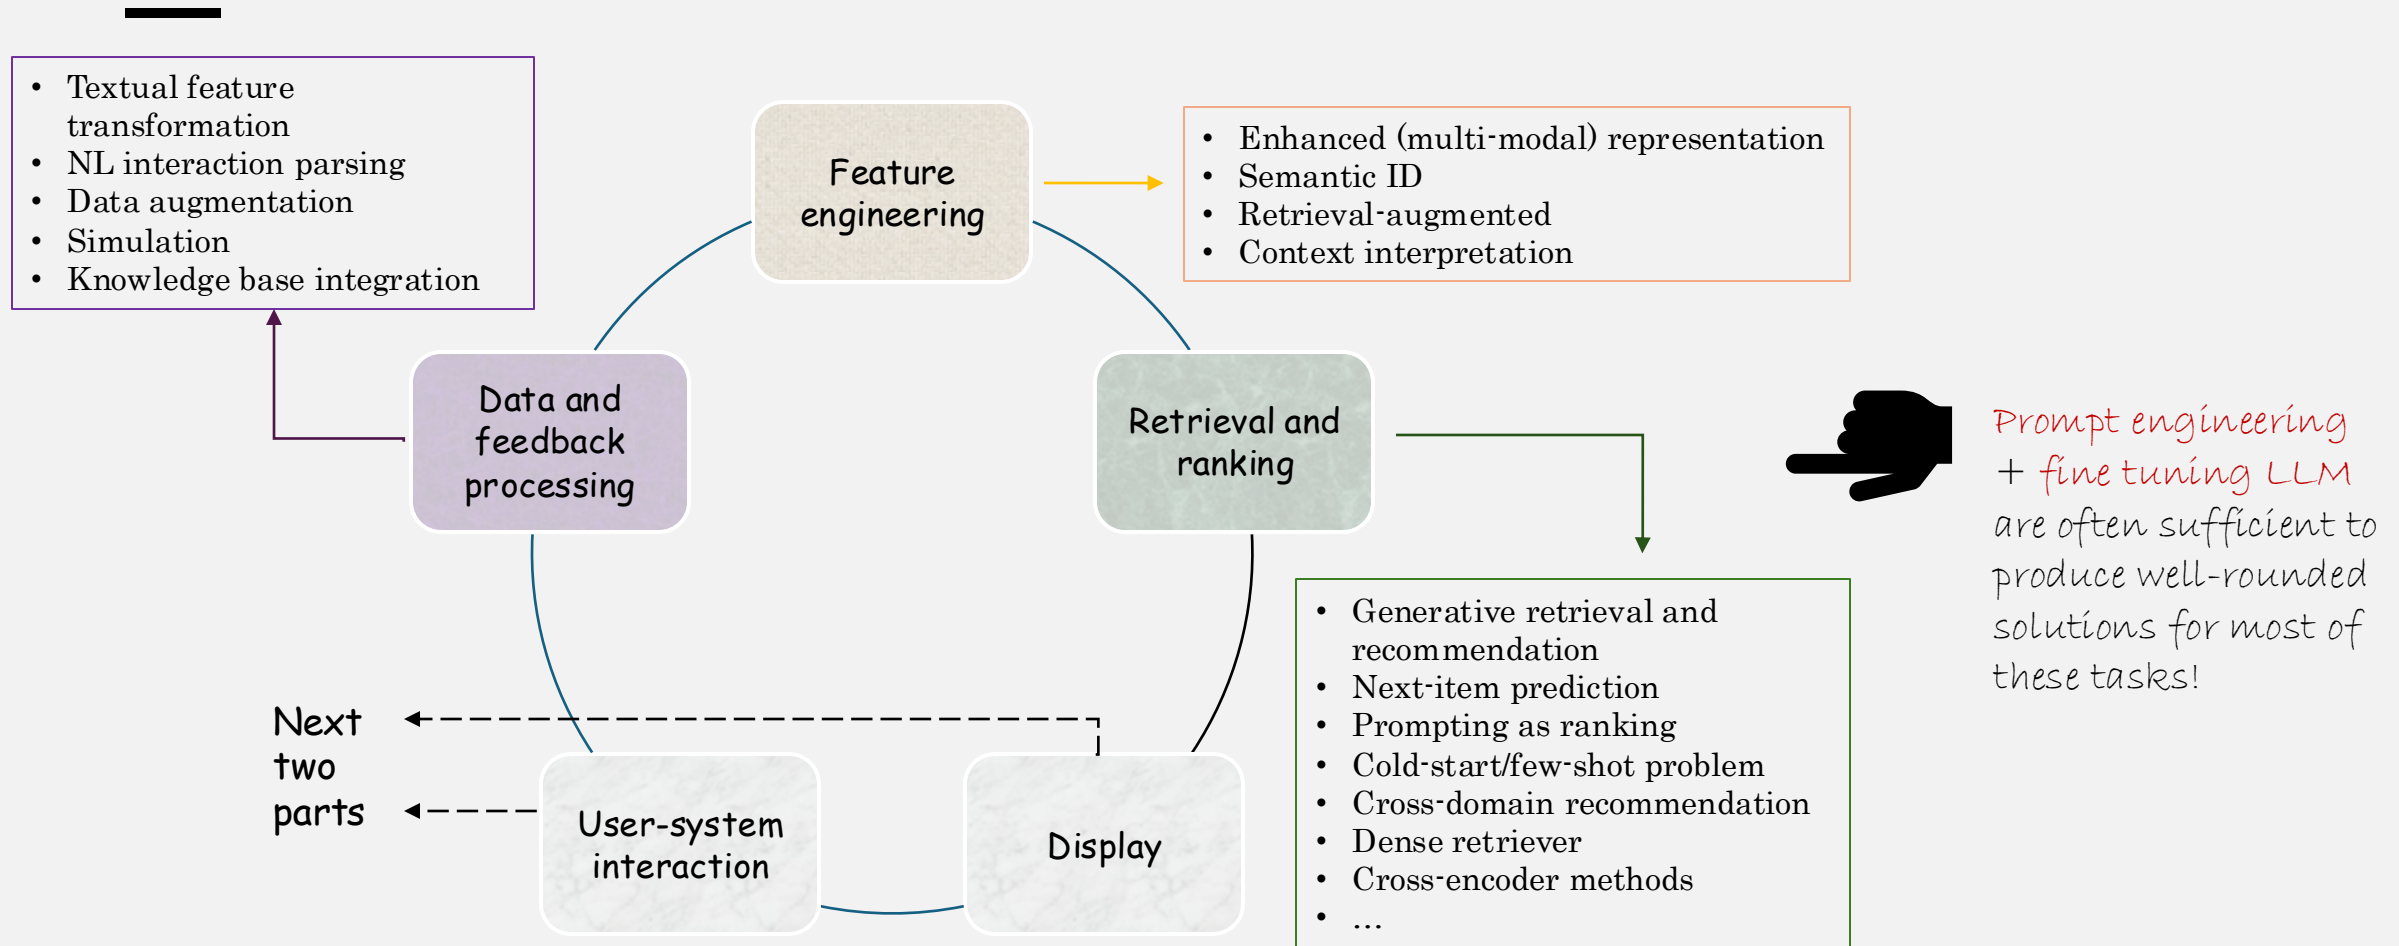 • Textual feature
transformation
• NL interaction parsing
• Data augmentation
• Simulation
• Knowledge base integration
Feature
engineering
• Enhanced (multi-modal) representation
• Semantic ID
• Retrieval-augmented
• Context interpretation
Data and
feedback
processing
Retrieval and
ranking
Prompt engineering
+ fine tuning LLM
are often sufficient to
produce well-rounded
solutions for most of
these tasks!
• Generative retrieval and
recommendation
• Next-item prediction
• Prompting as ranking
• Cold-start/few-shot problem
• Cross-domain recommendation
• Dense retriever
• Cross-encoder methods
• ...
Next
two
parts
User-system
interaction
Display